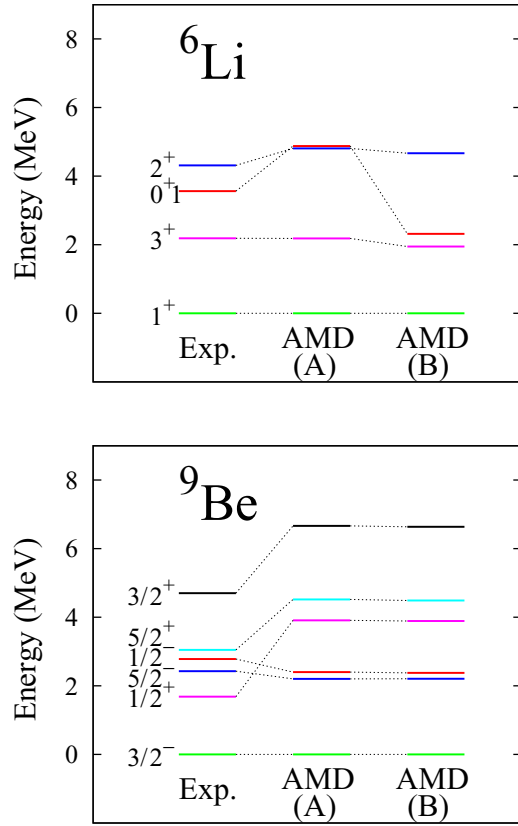 ⁶Li
Energy (MeV)
8
6
4
2
0
2⁺
0⁺1
3⁺
1⁺
Exp.
AMD
(A)
AMD
(B)
⁹Be
Energy (MeV)
8
6
4
2
0
3/2⁺
5/2⁺
1/2⁻
5/2⁻
1/2⁺
3/2⁻
Exp.
AMD
(A)
AMD
(B)